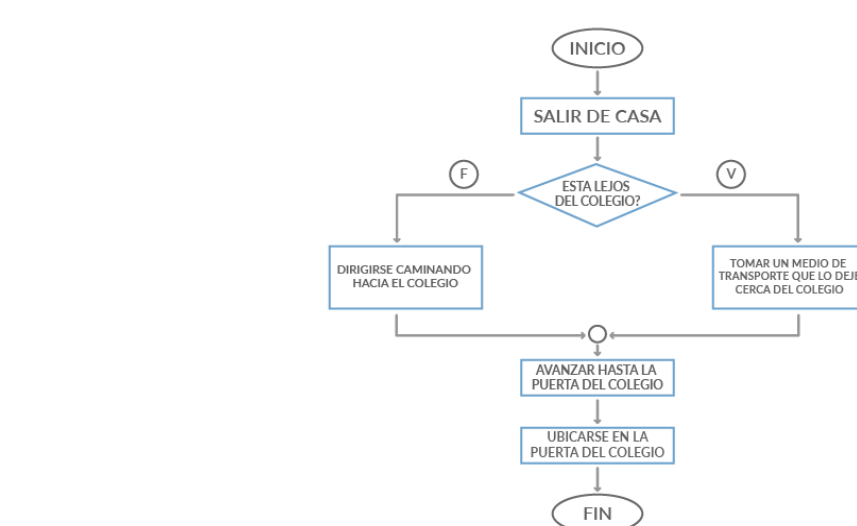 INICIO
SALIR DE CASA
F
ESTA LEJOS
DEL COLEGIO?
V
DIRIGIRSE CAMINANDO
HACIA EL COLEGIO
TOMAR UN MEDIO DE
TRANSPORTE QUE LO DEJE
CERCA DEL COLEGIO
AVANZAR HASTA LA
PUERTA DEL COLEGIO
UBICARSE EN LA
PUERTA DEL COLEGIO
FIN